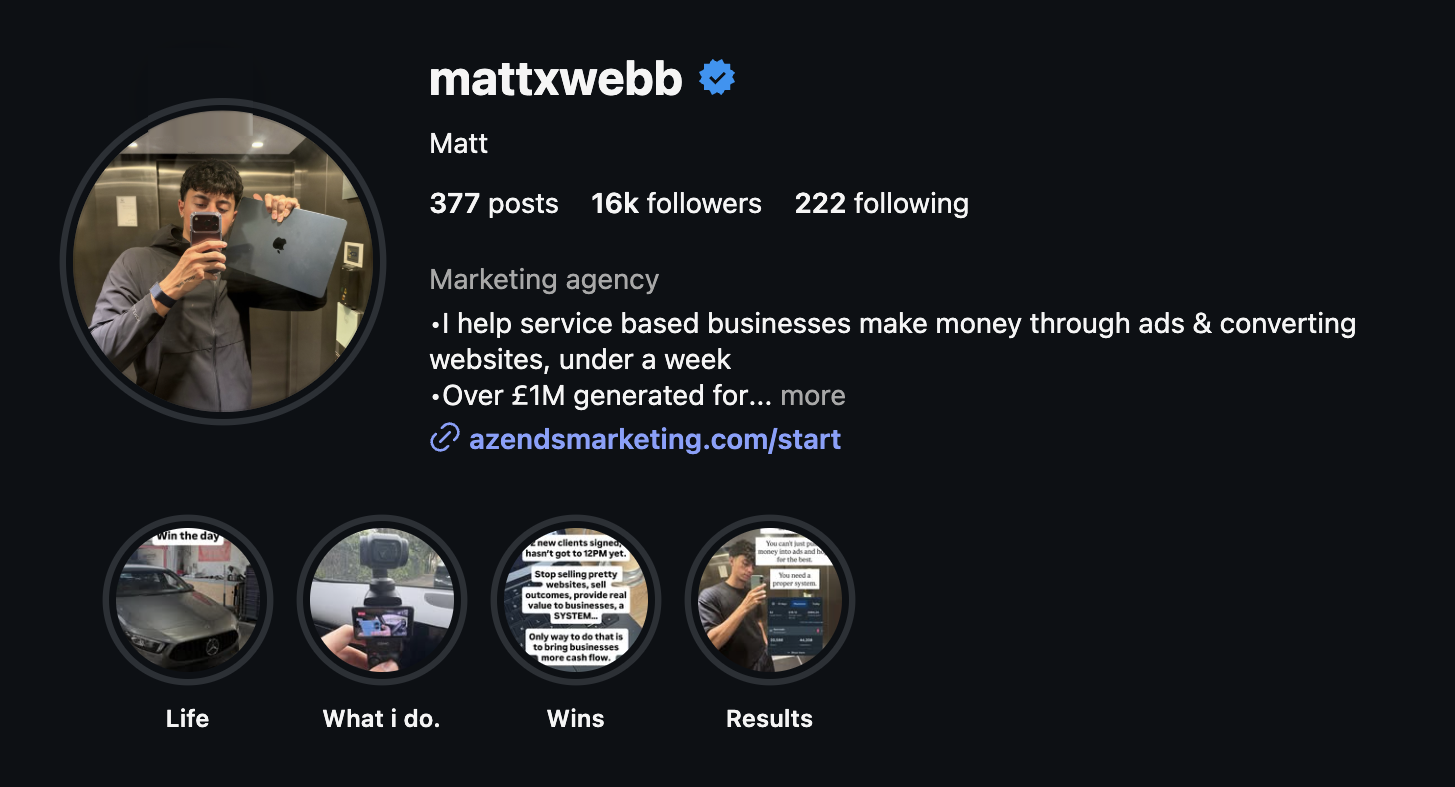 mattxwebb
Matt
377 posts 16k followers 222 following
Marketing agency
•I help service based businesses make money through ads & converting
websites, under a week
•Over £1M generated for... more
azendsmarketing.com/start
Win the day
new clients signed,
hasn't got to 12PM yet.
Stop selling pretty
websites, sell
outcomes, provide real
value to businesses, a
SYSTEM...
Only way to do that is
to bring businesses
more cash flow.
You can't just
money into ads and
for the best.
You need a
proper system.
Life
What i do.
Wins
Results